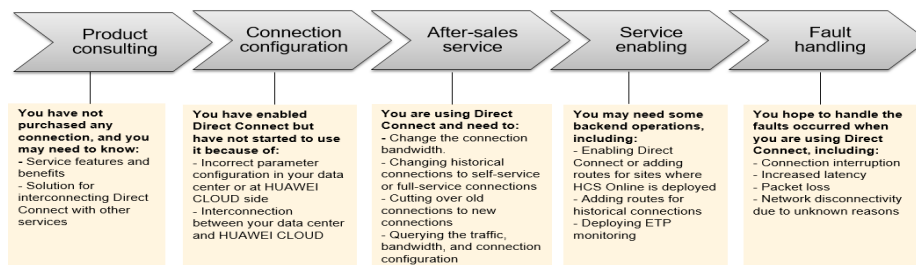 Product
consulting
Connection
configuration
After-sales
service
Service
enabling
Fault
handling
You have not
purchased any
connection, and you
may need to know:
- Service features and
benefits
- Solution for
interconnecting Direct
Connect with other
services
You have enabled
Direct Connect but
have not started to use
it because of:
- Incorrect parameter
configuration in your data
center or at HUAWEI
CLOUD side
- Interconnection
between your data center
and HUAWEI CLOUD
You are using Direct
Connect and need to:
- Change the connection
bandwidth.
- Changing historical
connections to self-service
or full-service connections
- Cutting over old
connections to new
connections
- Querying the traffic,
bandwidth, and connection
configuration
You may need some
backend operations,
including:
- Enabling Direct
Connect or adding
routes for sites where
HCS Online is deployed
- Adding routes for
historical connections
- Deploying ETP
monitoring
You hope to handle the
faults occurred when
you are using Direct
Connect, including:
- Connection interruption
- Increased latency
- Packet loss
- Network disconnectivity
due to unknown reasons